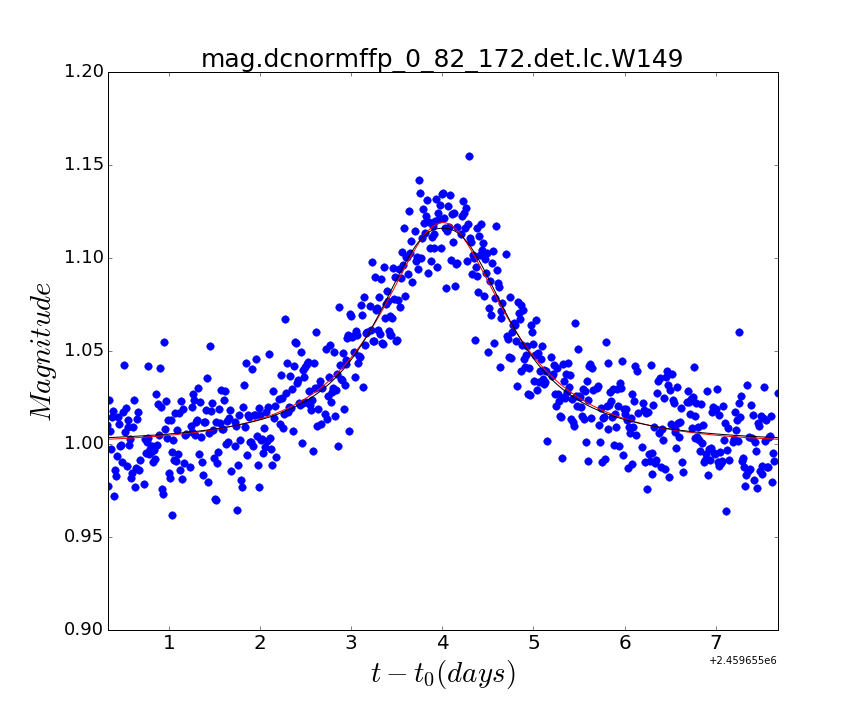 mag.dcnormffp_0_82_172.det.lc.W149
1.20
1.15
1.10
1.05
1.00
0.95
0.90
Magnitude
1 2 3 4 5 6 7
+2.459655e6
t − t₀(days)